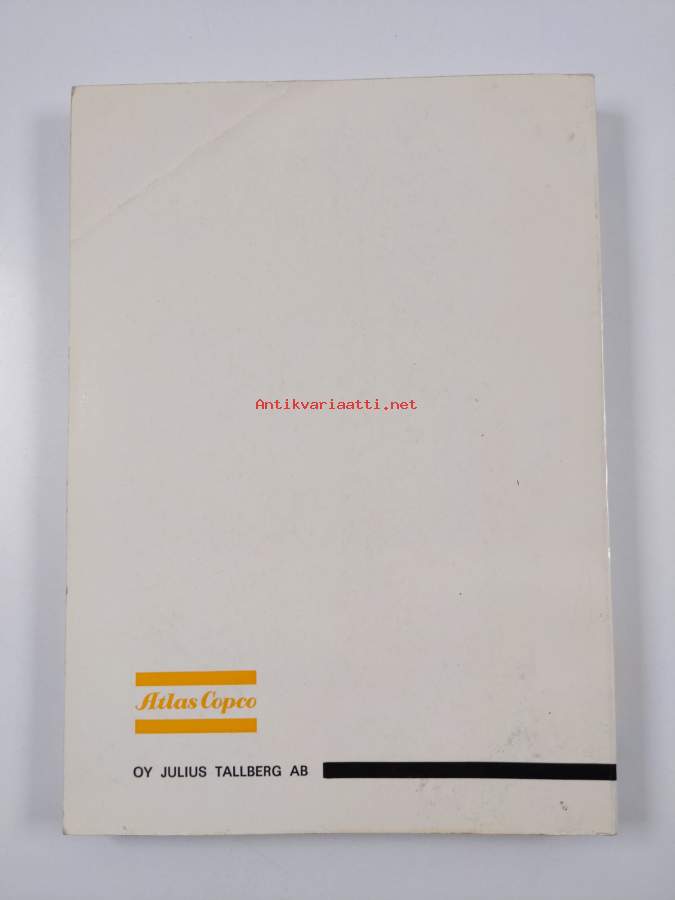 Antikvariaatti.net
Atlas Copco
OY JULIUS TALLBERG AB